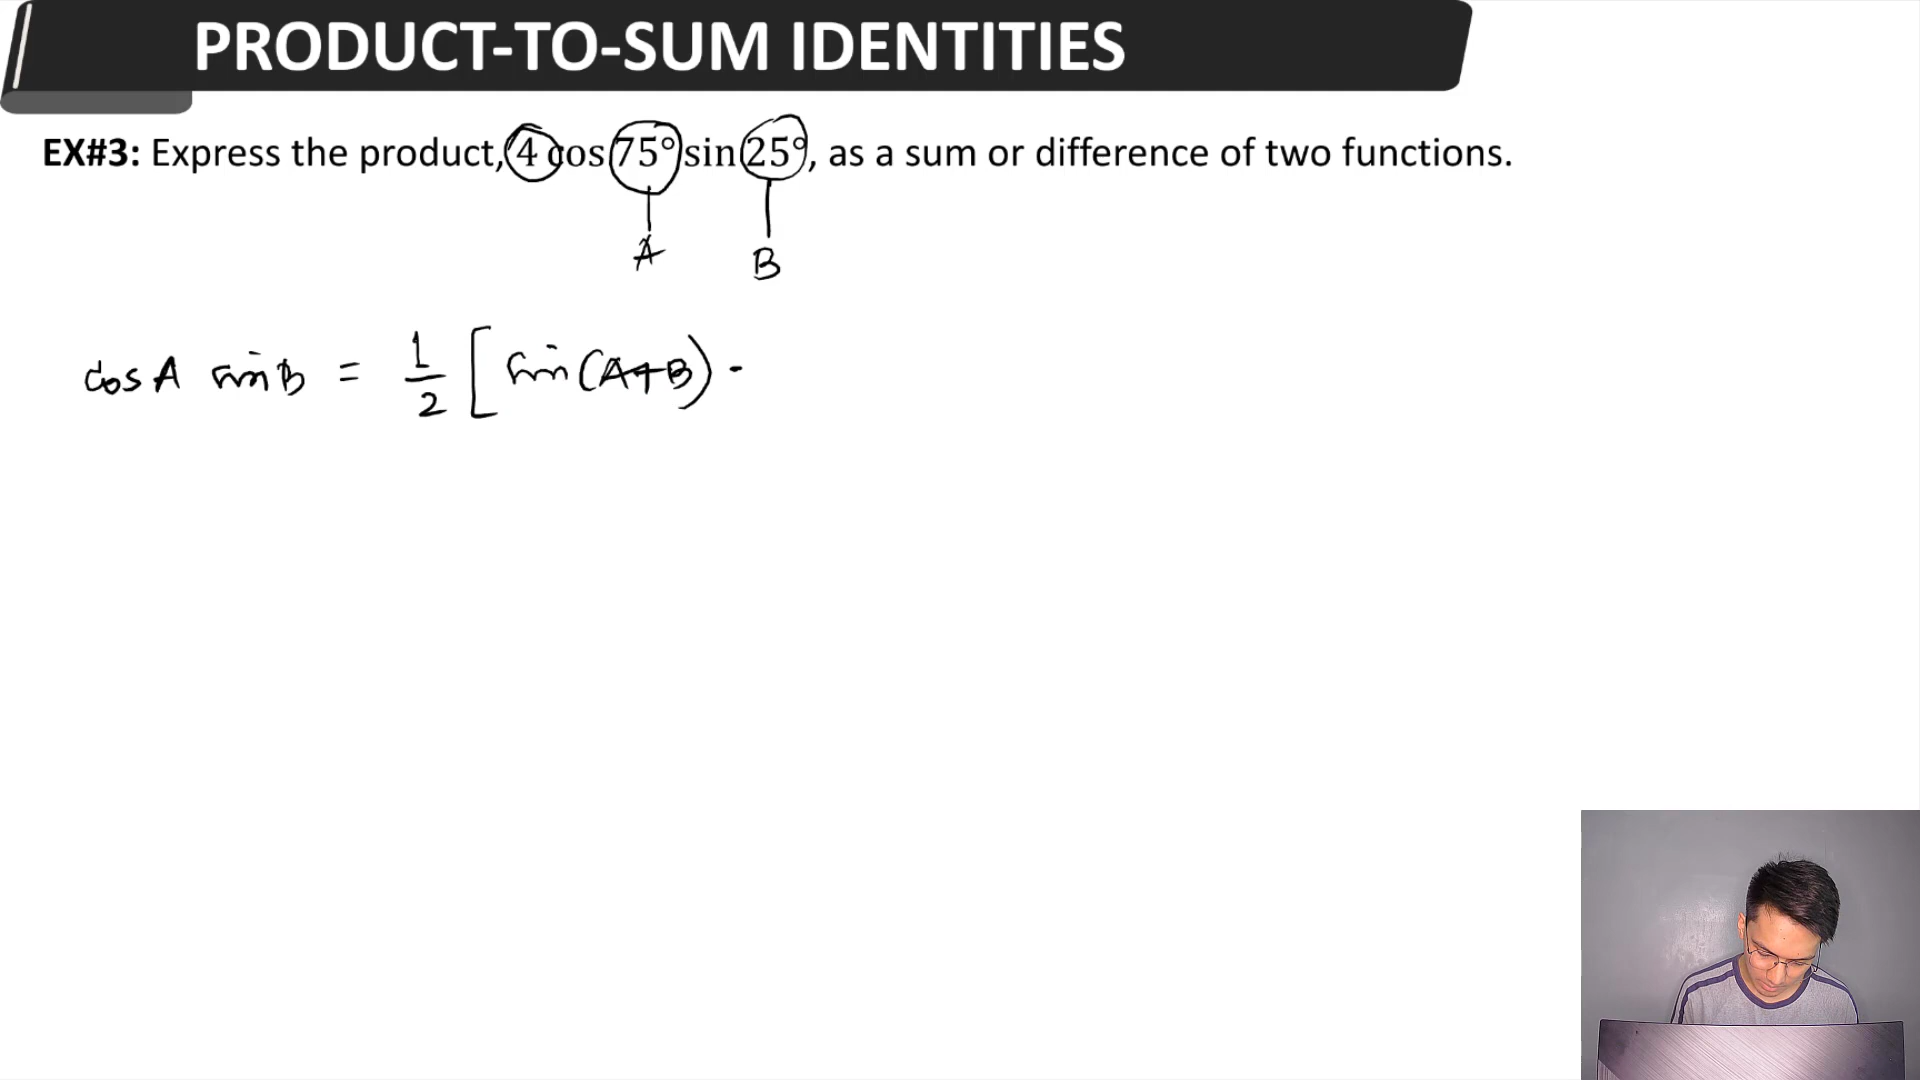 PRODUCT-TO-SUM IDENTITIES
EX#3: Express the product, 4 cos 75° sin 25°, as a sum or difference of two functions.
A B
cos A sin B = 1/2 [ sin (A+B) -